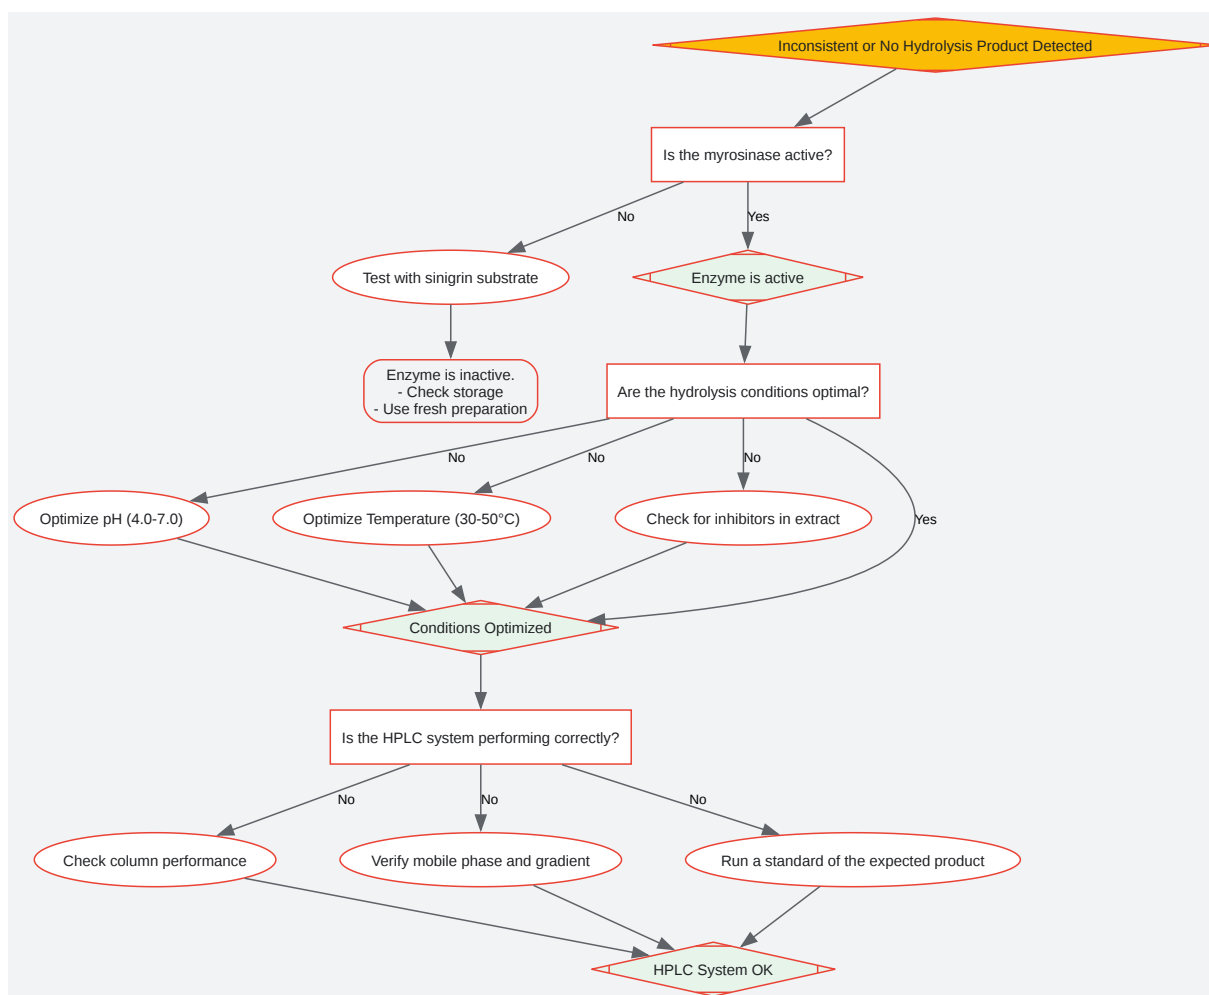 Inconsistent or No Hydrolysis Product Detected
Is the myrosinase active?
No
Yes
Test with sinigrin substrate
Enzyme is active
Enzyme is inactive.
- Check storage
- Use fresh preparation
Are the hydrolysis conditions optimal?
No
No
No
Yes
Optimize pH (4.0-7.0)
Optimize Temperature (30-50°C)
Check for inhibitors in extract
Conditions Optimized
Is the HPLC system performing correctly?
No
No
No
Check column performance
Verify mobile phase and gradient
Run a standard of the expected product
HPLC System OK